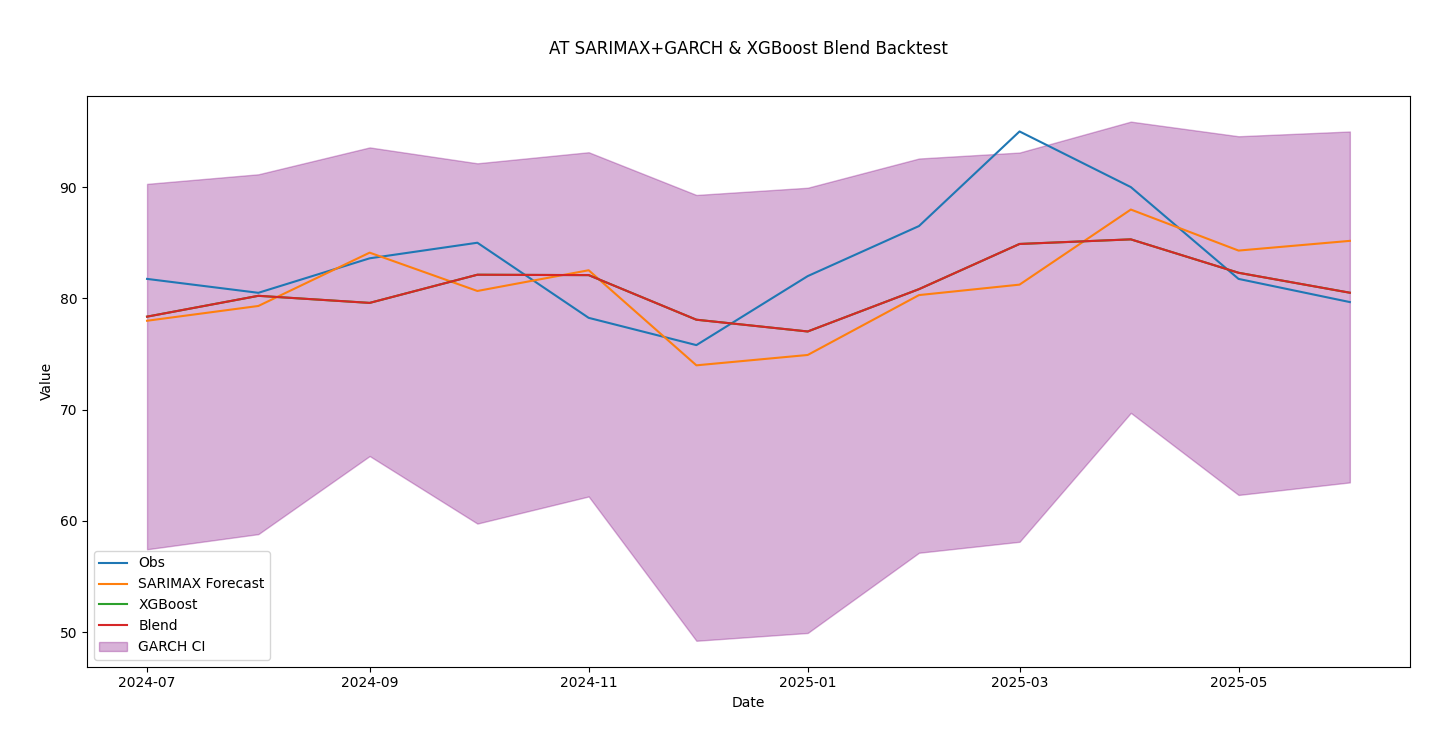 AT SARIMAX+GARCH & XGBoost Blend Backtest
Value
90
80
70
60
50
Obs
SARIMAX Forecast
XGBoost
Blend
GARCH CI
2024-07
2024-09
2024-11
2025-01
2025-03
2025-05
Date